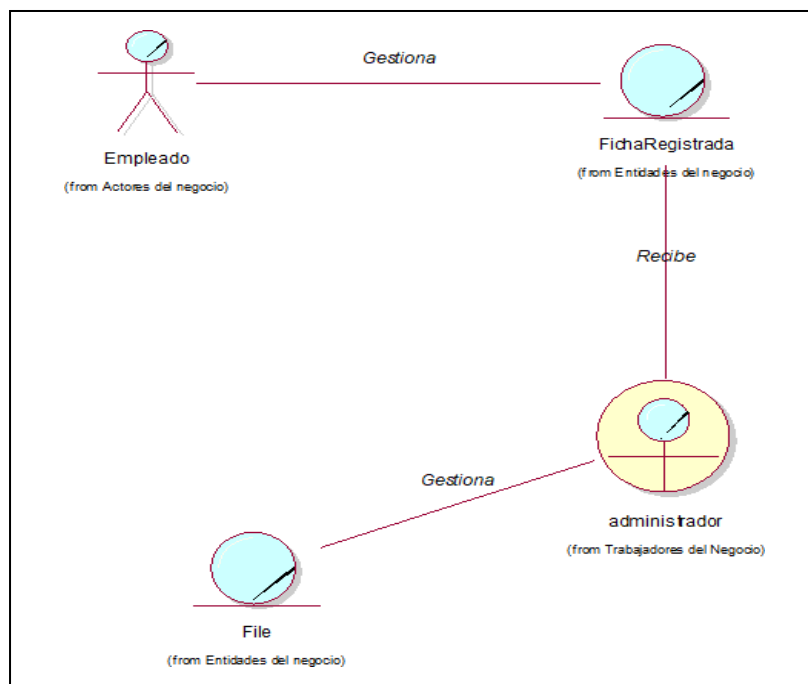 Gestiona
Empleado
(from Actores del negocio)
FichaRegistrada
(from Entidades del negocio)
Recibe
Gestiona
administrador
(from Trabajadores del Negocio)
File
(from Entidades del negocio)